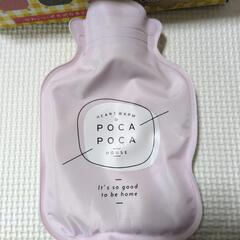 HEART WARM
POCA
POCA
HOUSE
It's so good
to be home